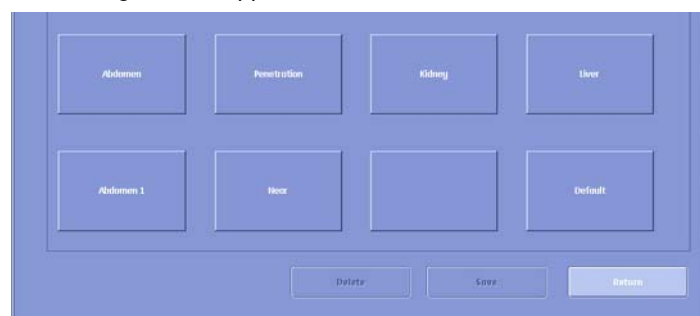 Abdomen Penetration Kidney Liver
Abdomen 1 Near Default
Delete Save Return